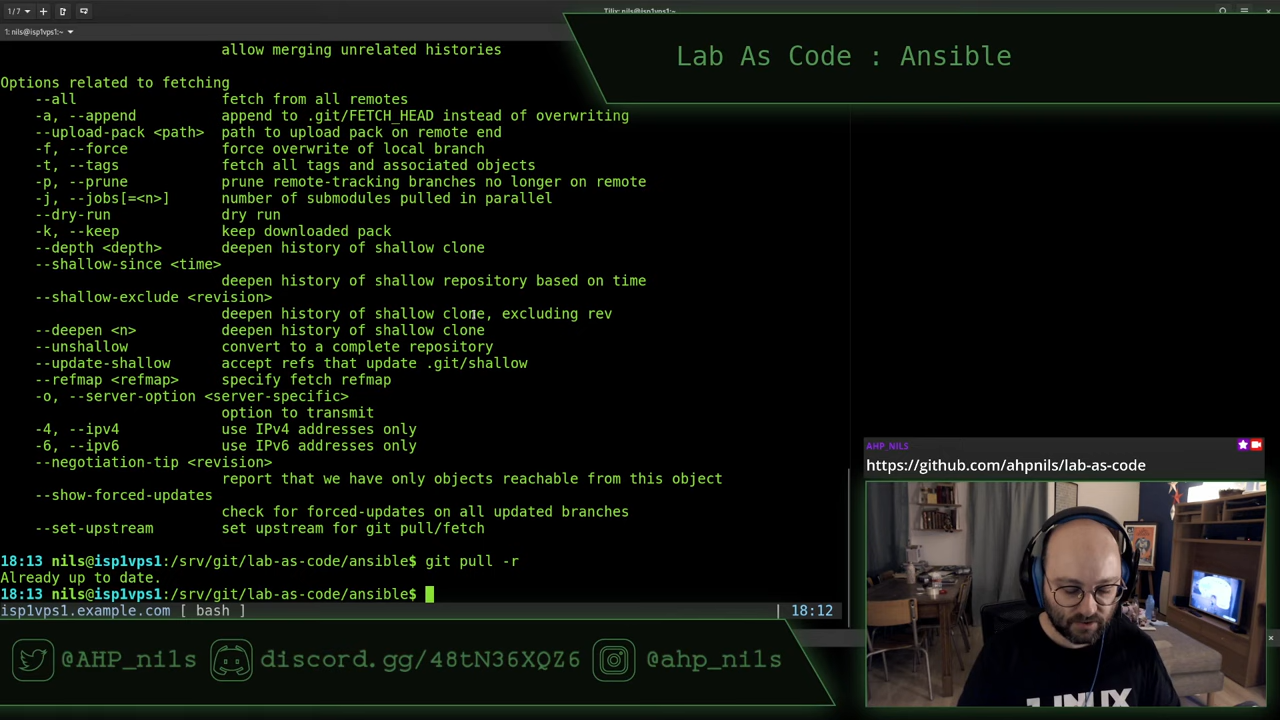 1 / 7
Tilix: nils@isp1vps1:~
1: nils@isp1vps1:~
Lab As Code : Ansible
allow merging unrelated histories
Options related to fetching
--all fetch from all remotes
-a, --append append to .git/FETCH_HEAD instead of overwriting
--upload-pack <path> path to upload pack on remote end
-f, --force force overwrite of local branch
-t, --tags fetch all tags and associated objects
-p, --prune prune remote-tracking branches no longer on remote
-j, --jobs[=<n>] number of submodules pulled in parallel
--dry-run dry run
-k, --keep keep downloaded pack
--depth <depth> deepen history of shallow clone
--shallow-since <time>
deepen history of shallow repository based on time
--shallow-exclude <revision>
deepen history of shallow clone, excluding rev
--deepen <n> deepen history of shallow clone
--unshallow convert to a complete repository
--update-shallow accept refs that update .git/shallow
--refmap <refmap> specify fetch refmap
-o, --server-option <server-specific>
option to transmit
-4, --ipv4 use IPv4 addresses only
-6, --ipv6 use IPv6 addresses only
--negotiation-tip <revision>
report that we have only objects reachable from this object
--show-forced-updates
check for forced-updates on all updated branches
--set-upstream set upstream for git pull/fetch
18:13 nils@isp1vps1:/srv/git/lab-as-code/ansible$ git pull -r
Already up to date.
18:13 nils@isp1vps1:/srv/git/lab-as-code/ansible$
isp1vps1.example.com [ bash ] | 18:12
AHP_NILS
https://github.com/ahpnils/lab-as-code
LINUX
@AHP_nils discord.gg/48tN36XQZ6 @ahp_nils